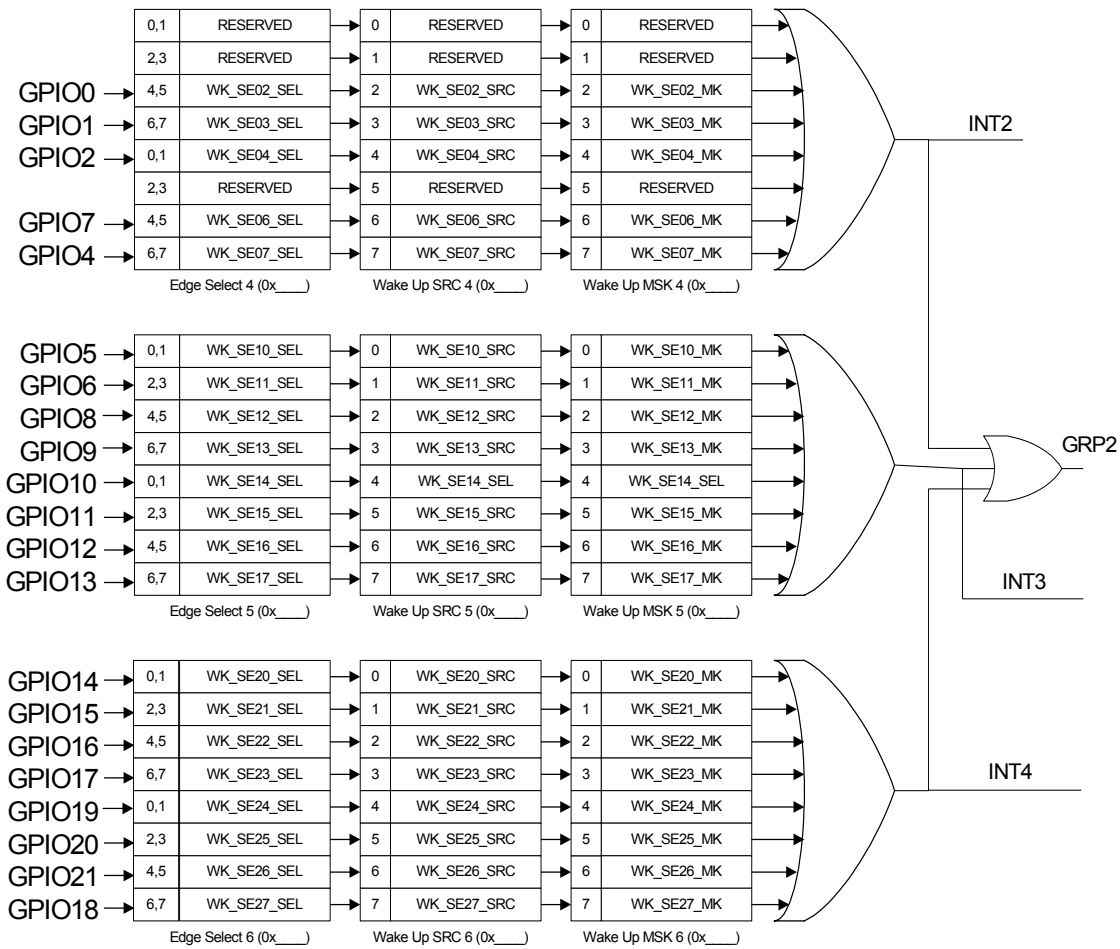 0,1 RESERVED 0 RESERVED 0 RESERVED
2,3 RESERVED 1 RESERVED 1 RESERVED
GPIO0 4,5 WK_SE02_SEL 2 WK_SE02_SRC 2 WK_SE02_MK
GPIO1 6,7 WK_SE03_SEL 3 WK_SE03_SRC 3 WK_SE03_MK INT2
GPIO2 0,1 WK_SE04_SEL 4 WK_SE04_SRC 4 WK_SE04_MK
2,3 RESERVED 5 RESERVED 5 RESERVED
GPIO7 4,5 WK_SE06_SEL 6 WK_SE06_SRC 6 WK_SE06_MK
GPIO4 6,7 WK_SE07_SEL 7 WK_SE07_SRC 7 WK_SE07_MK
Edge Select 4 (0x____) Wake Up SRC 4 (0x____) Wake Up MSK 4 (0x____)
GPIO5 0,1 WK_SE10_SEL 0 WK_SE10_SRC 0 WK_SE10_MK
GPIO6 2,3 WK_SE11_SEL 1 WK_SE11_SRC 1 WK_SE11_MK
GPIO8 4,5 WK_SE12_SEL 2 WK_SE12_SRC 2 WK_SE12_MK
GPIO9 6,7 WK_SE13_SEL 3 WK_SE13_SRC 3 WK_SE13_MK GRP2
GPIO10 0,1 WK_SE14_SEL 4 WK_SE14_SEL 4 WK_SE14_SEL
GPIO11 2,3 WK_SE15_SEL 5 WK_SE15_SRC 5 WK_SE15_MK
GPIO12 4,5 WK_SE16_SEL 6 WK_SE16_SRC 6 WK_SE16_MK
GPIO13 6,7 WK_SE17_SEL 7 WK_SE17_SRC 7 WK_SE17_MK INT3
Edge Select 5 (0x____) Wake Up SRC 5 (0x____) Wake Up MSK 5 (0x____)
GPIO14 0,1 WK_SE20_SEL 0 WK_SE20_SRC 0 WK_SE20_MK
GPIO15 2,3 WK_SE21_SEL 1 WK_SE21_SRC 1 WK_SE21_MK
GPIO16 4,5 WK_SE22_SEL 2 WK_SE22_SRC 2 WK_SE22_MK
GPIO17 6,7 WK_SE23_SEL 3 WK_SE23_SRC 3 WK_SE23_MK INT4
GPIO19 0,1 WK_SE24_SEL 4 WK_SE24_SRC 4 WK_SE24_MK
GPIO20 2,3 WK_SE25_SEL 5 WK_SE25_SRC 5 WK_SE25_MK
GPIO21 4,5 WK_SE26_SEL 6 WK_SE26_SRC 6 WK_SE26_MK
GPIO18 6,7 WK_SE27_SEL 7 WK_SE27_SRC 7 WK_SE27_MK
Edge Select 6 (0x____) Wake Up SRC 6 (0x____) Wake Up MSK 6 (0x____)